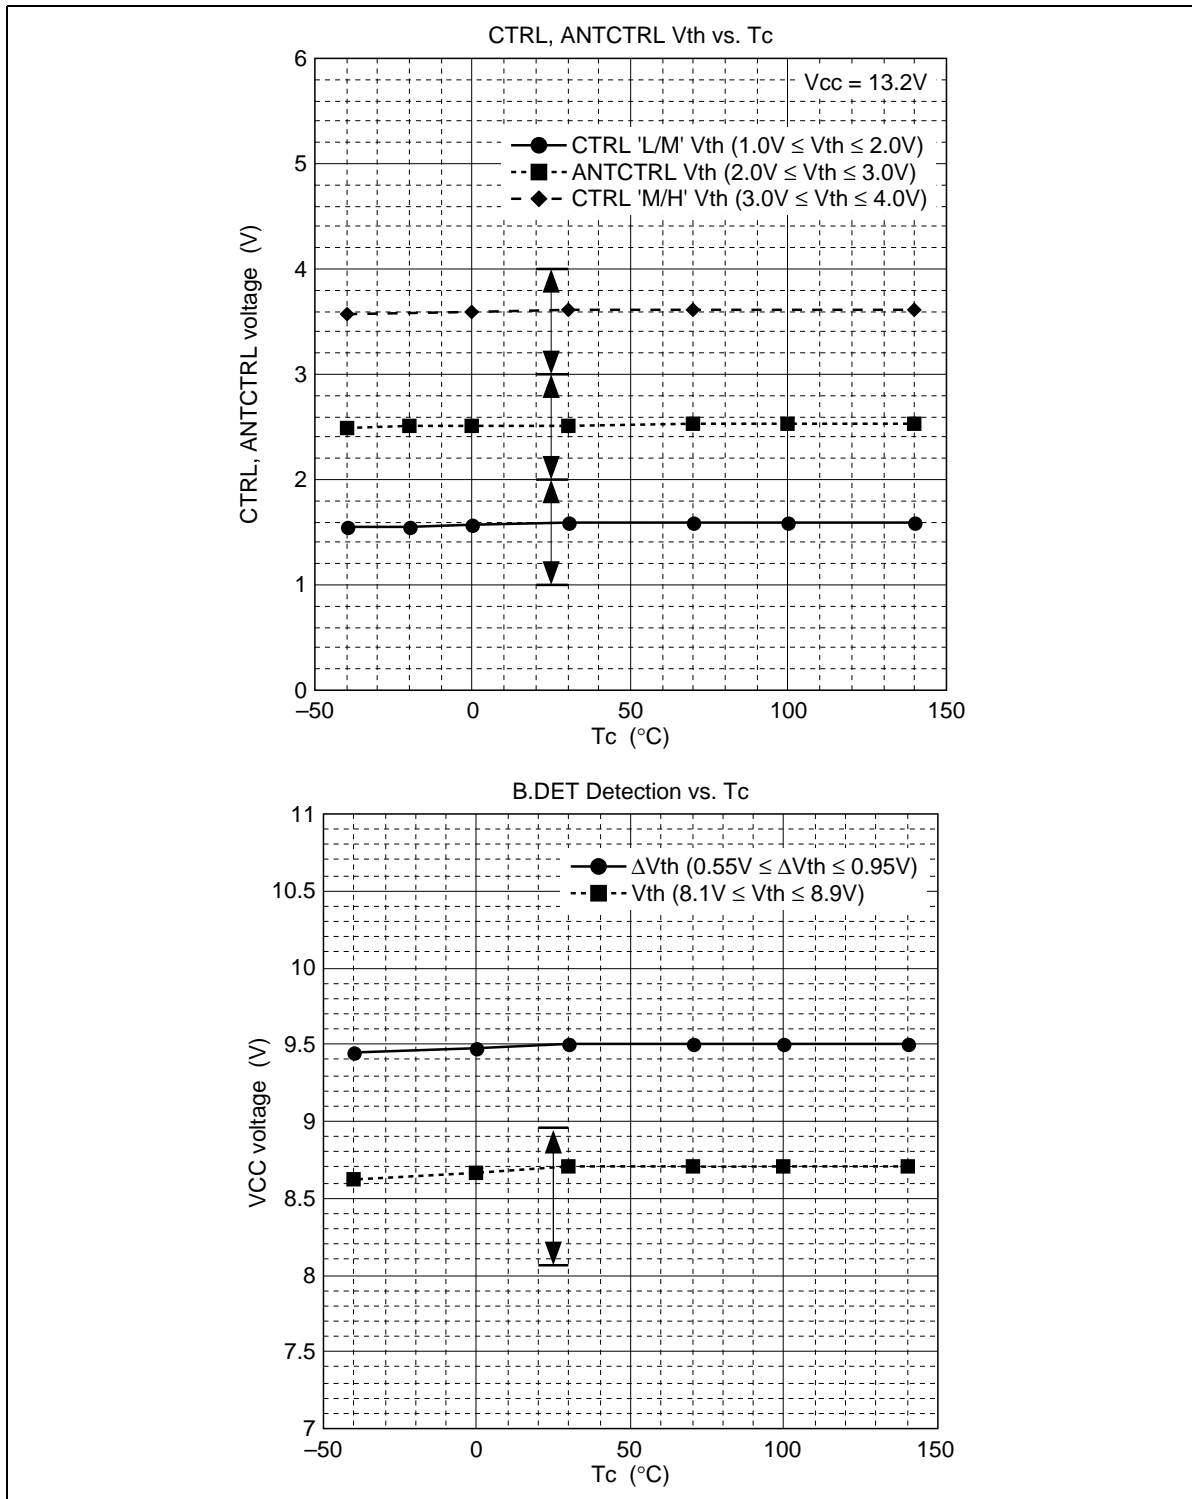 CTRL, ANTCTRL Vth vs. Tc
6
Vcc = 13.2V
CTRL 'L/M' Vth (1.0V ≤ Vth ≤ 2.0V)
5
ANTCTRL Vth (2.0V ≤ Vth ≤ 3.0V)
CTRL 'M/H' Vth (3.0V ≤ Vth ≤ 4.0V)
4
3
2
1
0
CTRL, ANTCTRL voltage (V)
–50 0 50 100 150
Tc (°C)
B.DET Detection vs. Tc
11
ΔVth (0.55V ≤ ΔVth ≤ 0.95V)
10.5
Vth (8.1V ≤ Vth ≤ 8.9V)
10
9.5
9
8.5
8
7.5
7
VCC voltage (V)
–50 0 50 100 150
Tc (°C)